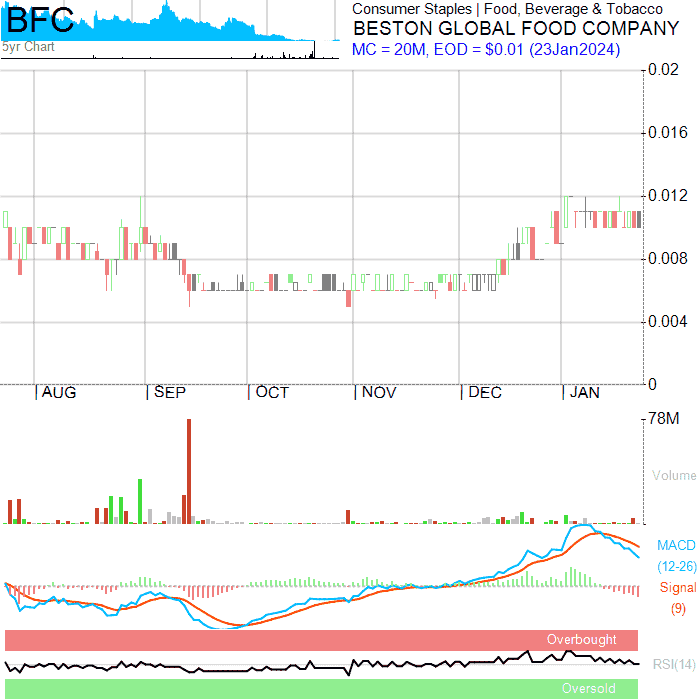 BFC
5yr Chart
Consumer Staples | Food, Beverage & Tobacco
BESTON GLOBAL FOOD COMPANY
MC = 20M, EOD = $0.01 (23Jan2024)
0.02
0.016
0.012
0.008
0.004
0
|AUG |SEP |OCT |NOV |DEC |JAN
78M
Volume
MACD
(12-26)
Signal
(9)
Overbought
RSI(14)
Oversold